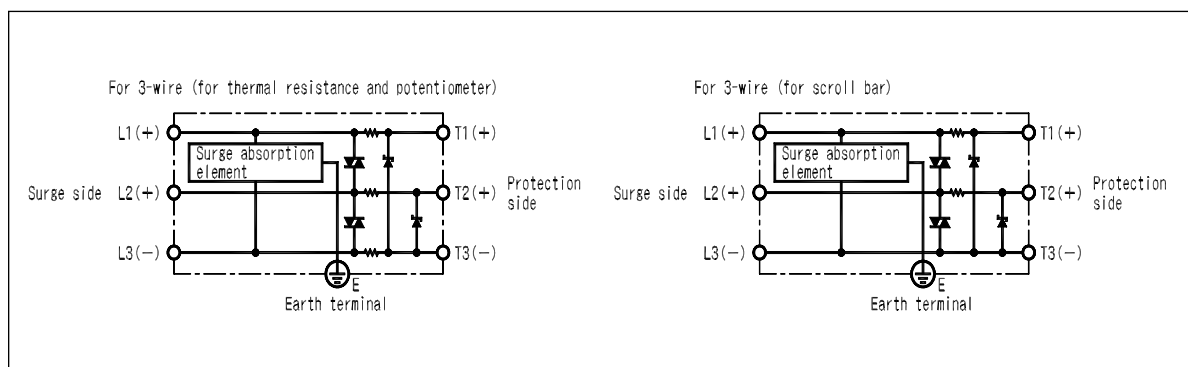 For 3-wire (for thermal resistance and potentiometer)
L1(+)
T1(+)
Surge absorption
element
Surge side
L2(+)
T2(+)
Protection
side
L3(-)
T3(-)
E
Earth terminal
For 3-wire (for scroll bar)
L1(+)
T1(+)
Surge absorption
element
Surge side
L2(+)
T2(+)
Protection
side
L3(-)
T3(-)
E
Earth terminal